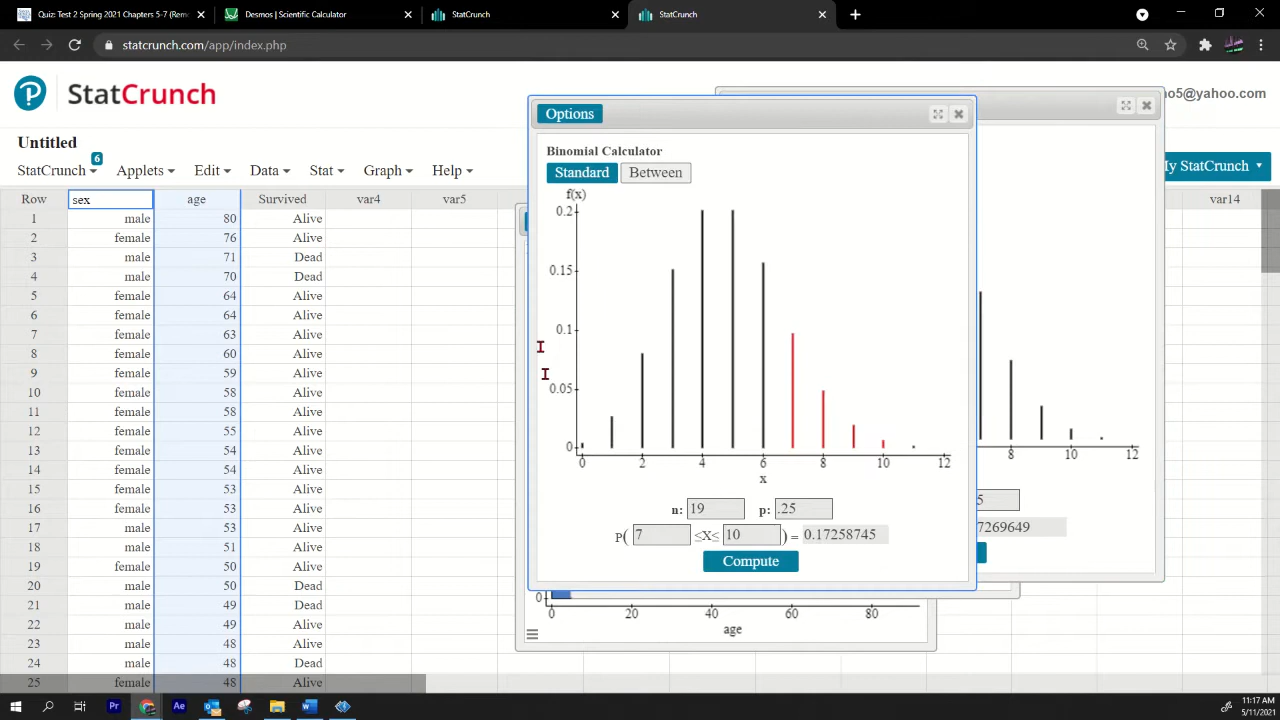 Quiz: Test 2 Spring 2021 Chapters 5-7 (Rem
Desmos | Scientific Calculator
StatCrunch
StatCrunch
statcrunch.com/app/index.php
StatCrunch
no5@yahoo.com
Untitled
StatCrunch 6 Applets Edit Data Stat Graph Help
My StatCrunch
Row sex age Survived var4 var5 var14
1 male 80 Alive
2 female 76 Alive
3 male 71 Dead
4 male 70 Dead
5 female 64 Alive
6 female 64 Alive
7 female 63 Alive
8 female 60 Alive
9 female 59 Alive
10 female 58 Alive
11 female 58 Alive
12 female 55 Alive
13 female 54 Alive
14 female 54 Alive
15 female 53 Alive
16 female 53 Alive
17 male 53 Alive
18 male 51 Alive
19 female 50 Alive
20 male 50 Dead
21 male 49 Dead
22 male 49 Alive
23 male 48 Alive
24 male 48 Dead
25 female 48 Alive
Options
Binomial Calculator
Standard Between
f(x)
0.2
0.15
0.1
0.05
0
0 2 4 6 8 10 12
x
n: 19 p: .25
P( 7 ≤X≤ 10 ) = 0.17258745
Compute
8 10 12
5
7269649
0
0 20 40 60 80
age
11:17 AM
5/11/2021